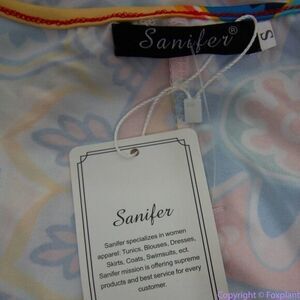 Sanifer®
S
Sanifer
Sanifer specializes in women
apparel: Tunics, Blouses, Dresses,
Skirts, Coats, Swimsuits, ect.
Sanifer mission is offering supreme
products and best service for every
customer.
Copyright © Foxplant